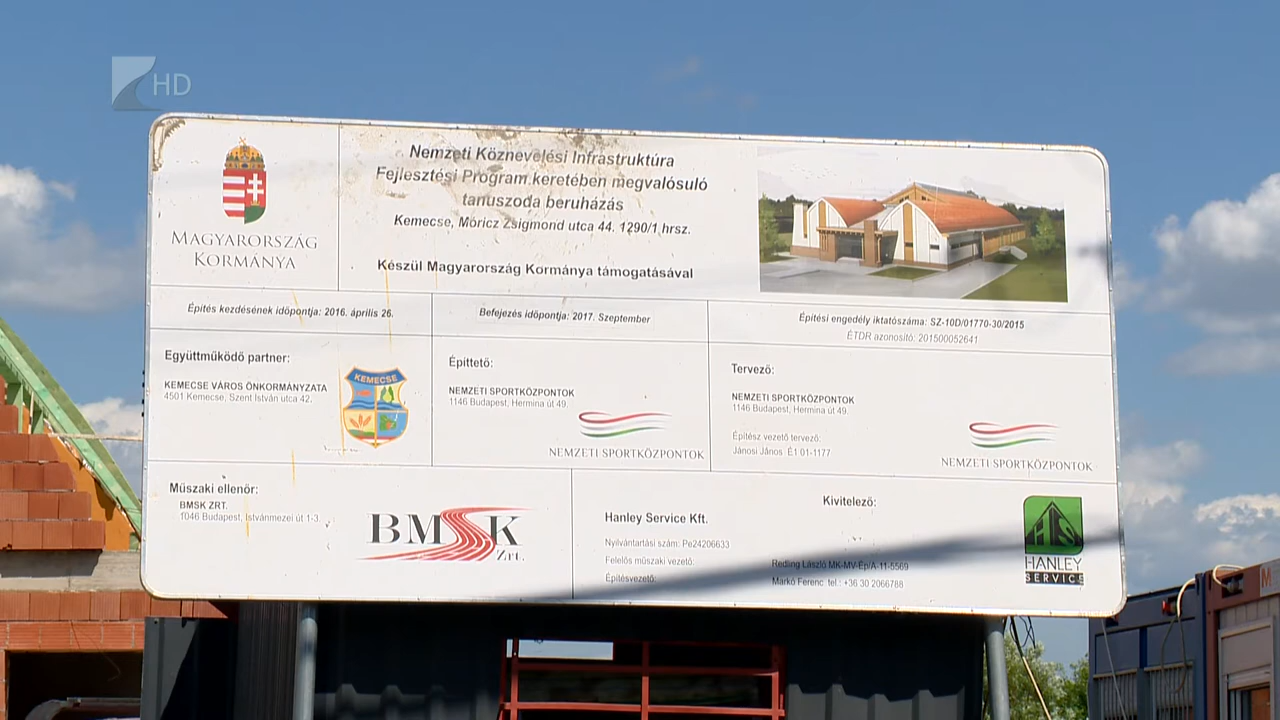 HD
MAGYARORSZÁG
KORMÁNYA
Nemzeti Köznevelési Infrastruktúra
Fejlesztési Program keretében megvalósuló
tanuszoda beruházás
Kemecse, Móricz Zsigmond utca 44. 1290/1 hrsz.
Készül Magyarország Kormánya támogatásával
Építés kezdésének időpontja: 2016. április 26.
Befejezés időpontja: 2017. Szeptember
Építési engedély iktatószáma: SZ-10D/01770-30/2015
ÉTDR azonosító: 201500052641
Együttműködő partner:
KEMECSE VÁROS ÖNKORMÁNYZATA
4501 Kemecse, Szent István utca 42.
KEMECSE
Építtető:
NEMZETI SPORTKÖZPONTOK
1146 Budapest, Hermina út 49.
NEMZETI SPORTKÖZPONTOK
Tervező:
NEMZETI SPORTKÖZPONTOK
1146 Budapest, Hermina út 49.
Építész vezető tervező:
Jánosi János É1 01-1177
NEMZETI SPORTKÖZPONTOK
Műszaki ellenőr:
BMSK ZRT.
1046 Budapest, Istvánmezei út 1-3.
BMSK
Zrt.
Kivitelező:
Hanley Service Kft.
Nyilvántartási szám: Pe24206633
Felelős műszaki vezető: Redling László MK-MV-Ép/A-11-5569
Építésvezető: Markó Ferenc tel.: +36 30 2066788
HS
HANLEY
SERVICE
M